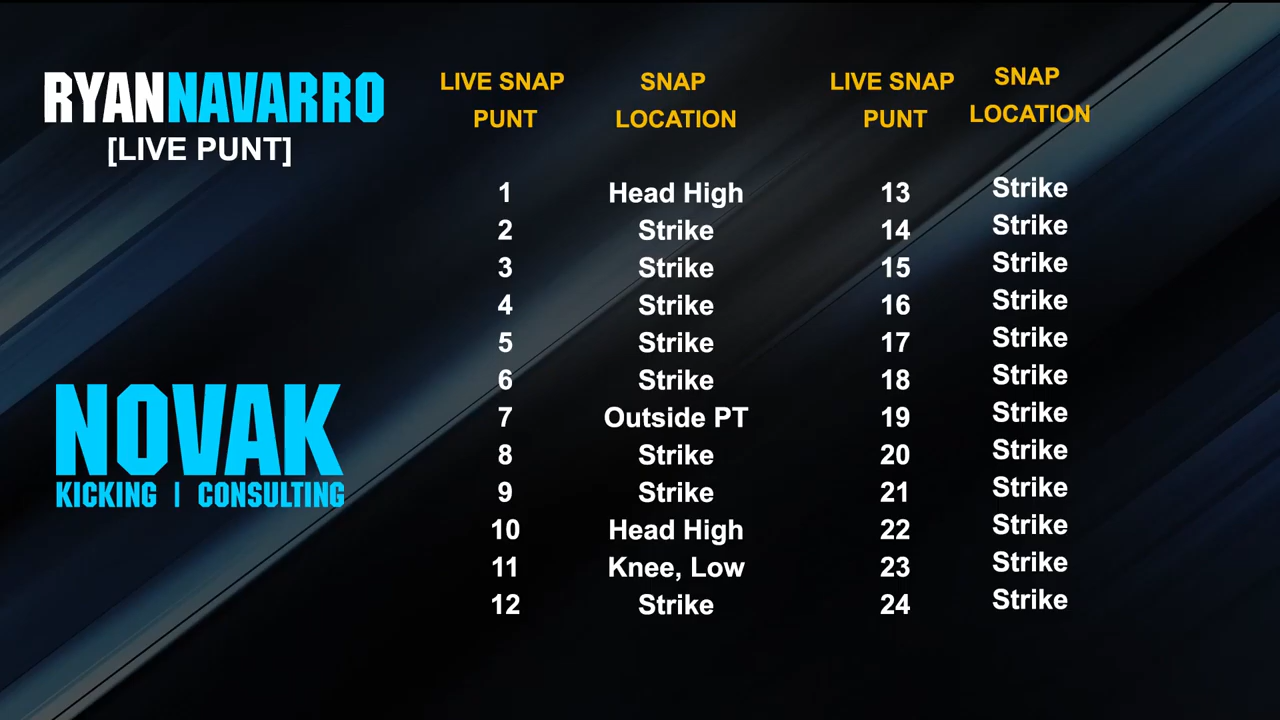 RYANNAVARRO
[LIVE PUNT]
NOVAK
KICKING | CONSULTING
LIVE SNAP PUNT SNAP LOCATION LIVE SNAP PUNT SNAP LOCATION
1 Head High 13 Strike
2 Strike 14 Strike
3 Strike 15 Strike
4 Strike 16 Strike
5 Strike 17 Strike
6 Strike 18 Strike
7 Outside PT 19 Strike
8 Strike 20 Strike
9 Strike 21 Strike
10 Head High 22 Strike
11 Knee, Low 23 Strike
12 Strike 24 Strike